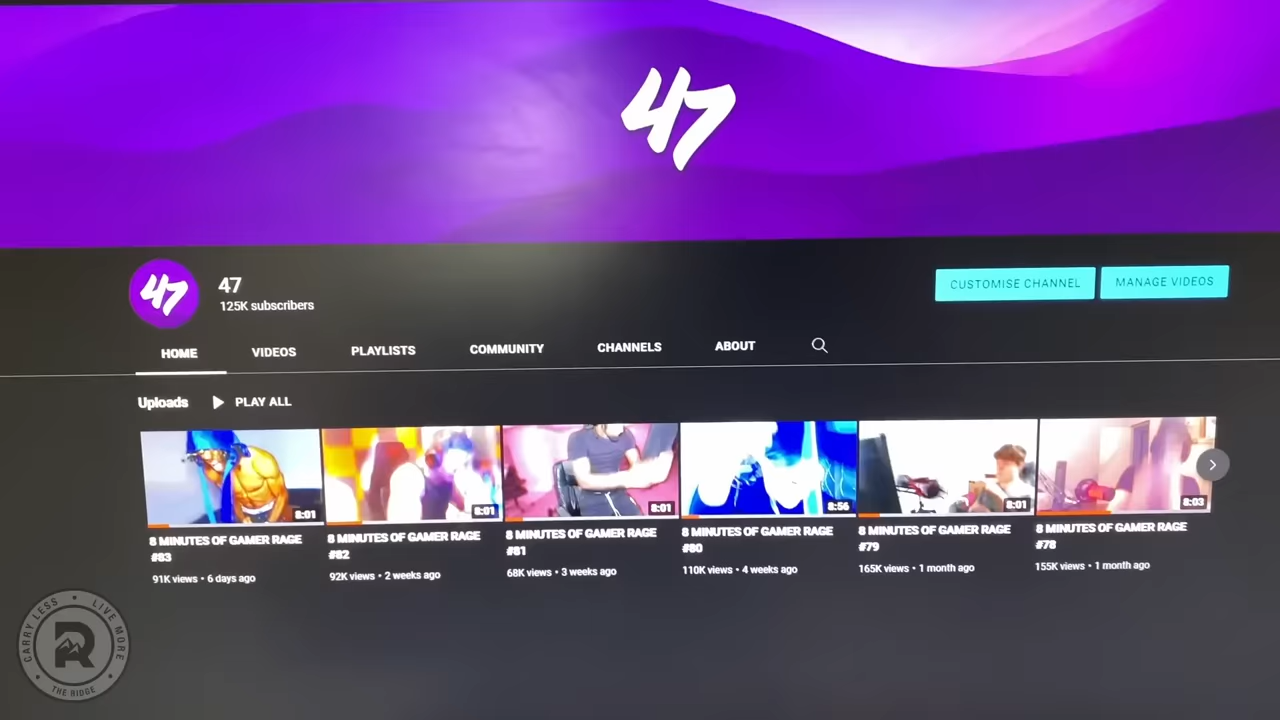 47
47
47
125K subscribers
CUSTOMISE CHANNEL
MANAGE VIDEOS
HOME
VIDEOS
PLAYLISTS
COMMUNITY
CHANNELS
ABOUT
Uploads
PLAY ALL
8:01
8:01
8:01
8:56
8:01
8:03
8 MINUTES OF GAMER RAGE
#83
91K views • 6 days ago
8 MINUTES OF GAMER RAGE
#82
92K views • 2 weeks ago
8 MINUTES OF GAMER RAGE
#81
68K views • 3 weeks ago
8 MINUTES OF GAMER RAGE
#80
110K views • 4 weeks ago
8 MINUTES OF GAMER RAGE
#79
165K views • 1 month ago
8 MINUTES OF GAMER RAGE
#78
155K views • 1 month ago
CARRY LESS • LIVE MORE
R
THE RIDGE